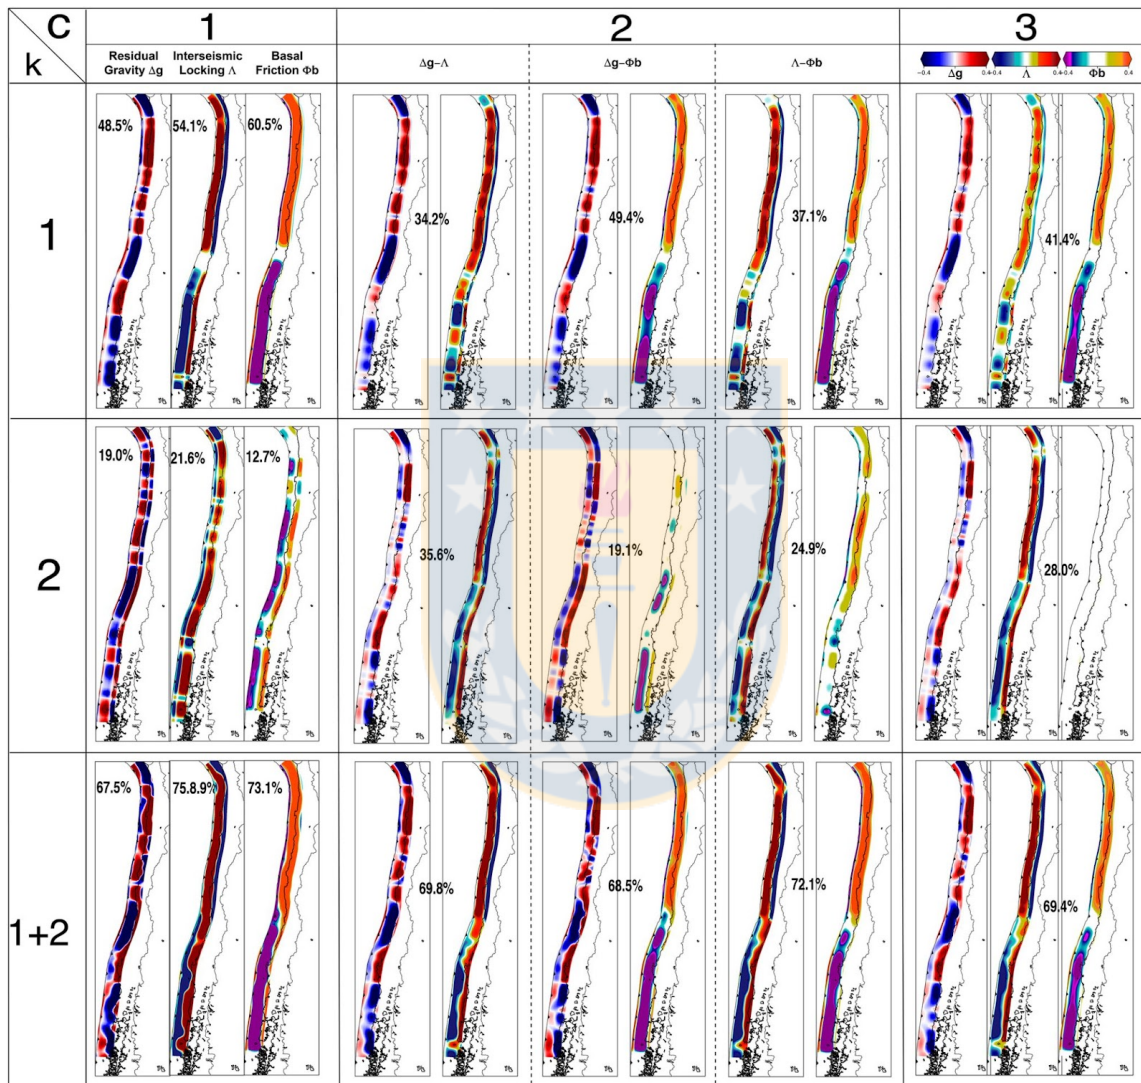 C
k
1
2
3
Residual
Gravity Δg
Interseismic
Locking Λ
Basal
Friction Φb
Δg-Λ
Δg-Φb
Λ-Φb
-0.4 Δg 0.4 -0.4 Λ 0.4 -0.4 Φb 0.4
1
48.5%
54.1%
60.5%
34.2%
49.4%
37.1%
41.4%
2
19.0%
21.6%
12.7%
35.6%
19.1%
24.9%
28.0%
1+2
67.5%
75.8.9%
73.1%
69.8%
68.5%
72.1%
69.4%